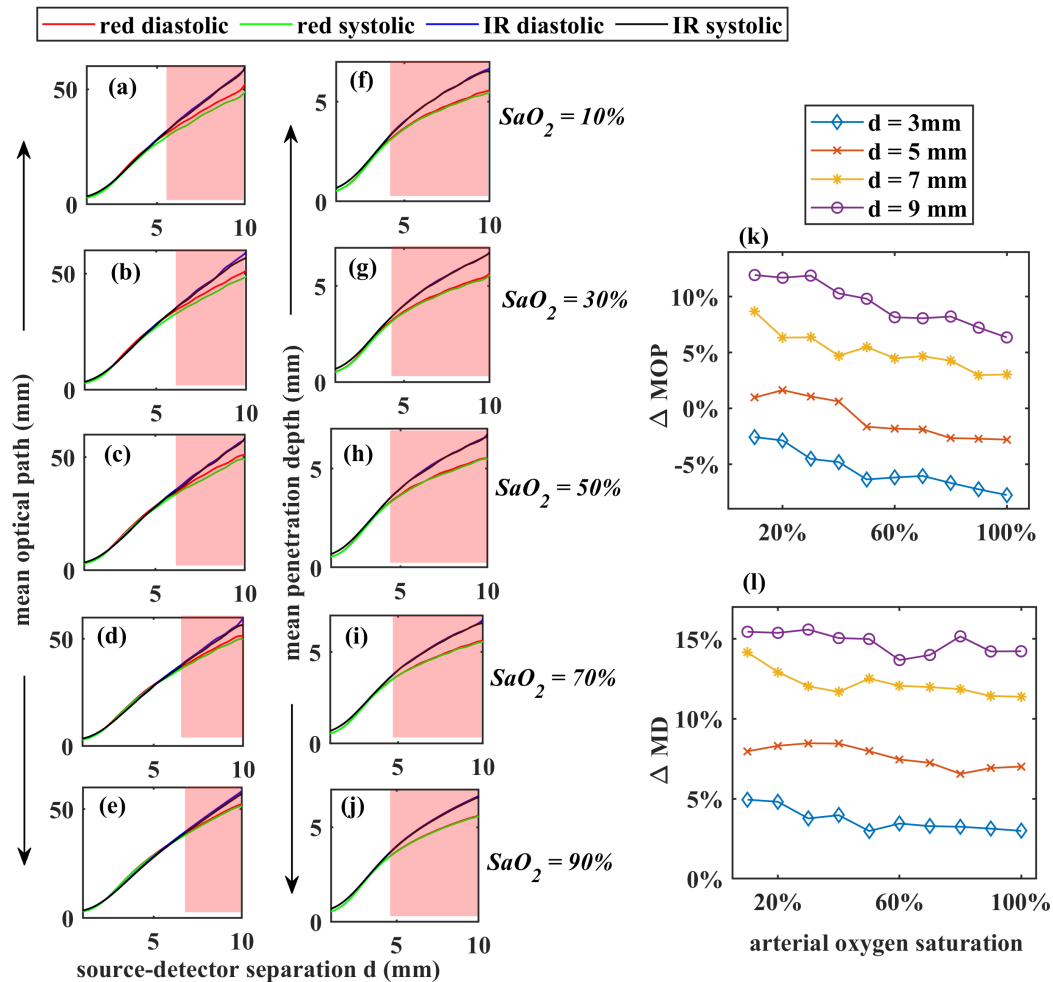 red diastolic red systolic IR diastolic IR systolic
mean optical path (mm)
(a)
50
0
5
10
(b)
50
0
5
10
(c)
50
0
5
10
(d)
50
0
5
10
(e)
50
0
5
10
mean penetration depth (mm)
(f)
5
0
5
10
SaO2 = 10%
(g)
5
0
5
10
SaO2 = 30%
(h)
5
0
5
10
SaO2 = 50%
(i)
5
0
5
10
SaO2 = 70%
(j)
5
0
5
10
SaO2 = 90%
source-detector separation d (mm)
d = 3mm
d = 5 mm
d = 7 mm
d = 9 mm
(k)
Δ MOP
10%
5%
0%
-5%
20%
60%
100%
(l)
Δ MD
15%
10%
5%
0%
20%
60%
100%
arterial oxygen saturation